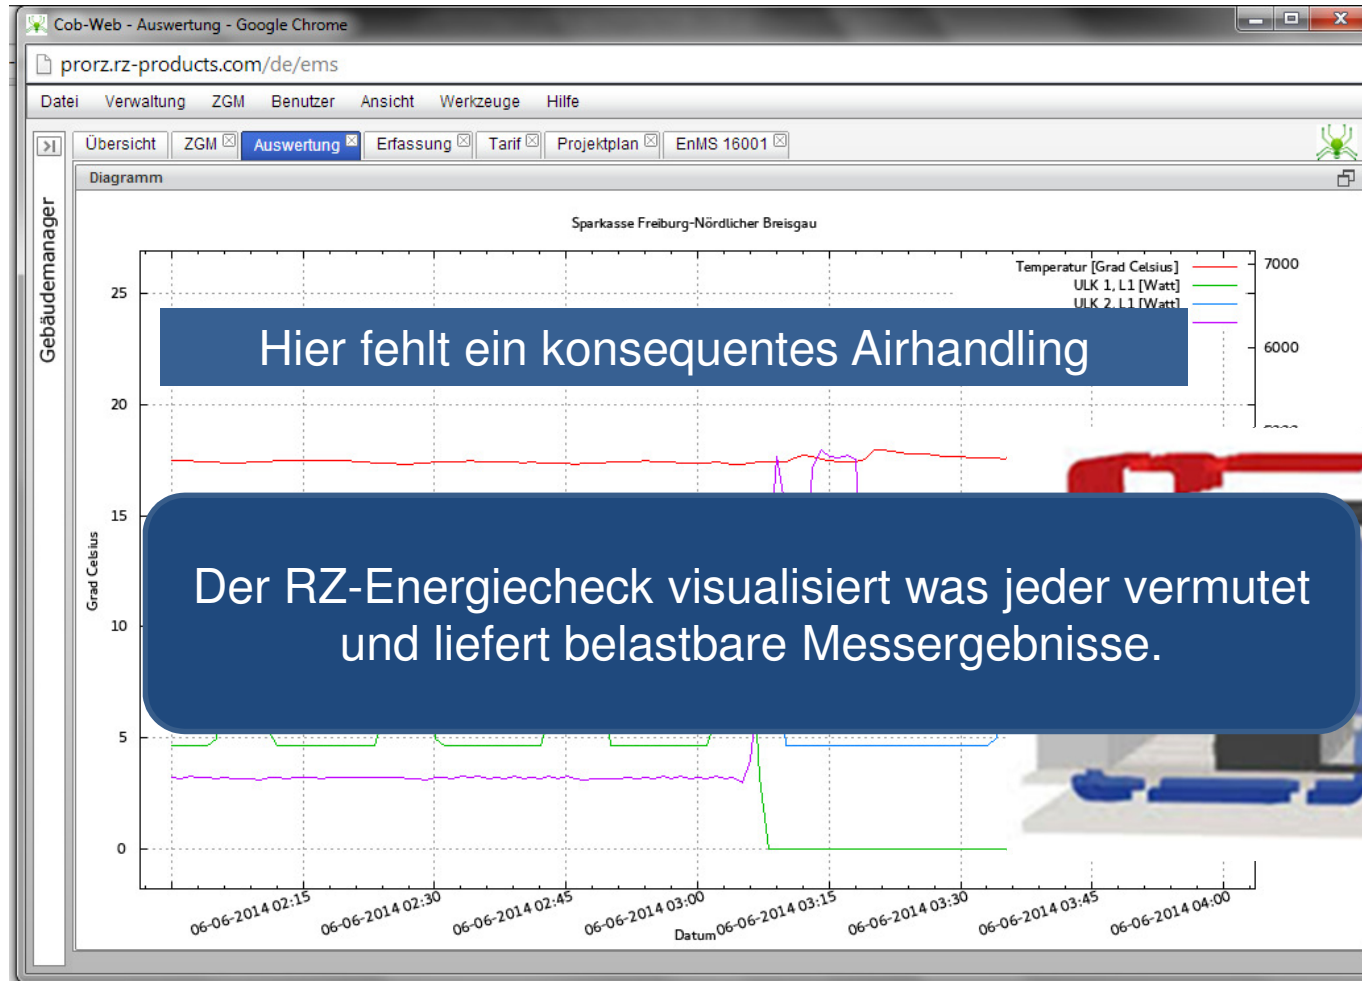 Cob-Web - Auswertung - Google Chrome
prorz.rz-products.com/de/ems
Datei Verwaltung ZGM Benutzer Ansicht Werkzeuge Hilfe
Übersicht ZGM Auswertung Erfassung Tarif Projektplan EnMS 16001
Gebäudemanager
Diagramm
Sparkasse Freiburg-Nördlicher Breisgau
Temperatur [Grad Celsius]
ULK 1, L1 [Watt]
ULK 2, L1 [Watt]
7000
6000
25
20
15
10
5
0
Grad Celsius
Hier fehlt ein konsequentes Airhandling
Der RZ-Energiecheck visualisiert was jeder vermutet
und liefert belastbare Messergebnisse.
06-06-2014 02:15
06-06-2014 02:30
06-06-2014 02:45
06-06-2014 03:00
06-06-2014 03:15
06-06-2014 03:30
06-06-2014 03:45
06-06-2014 04:00
Datum